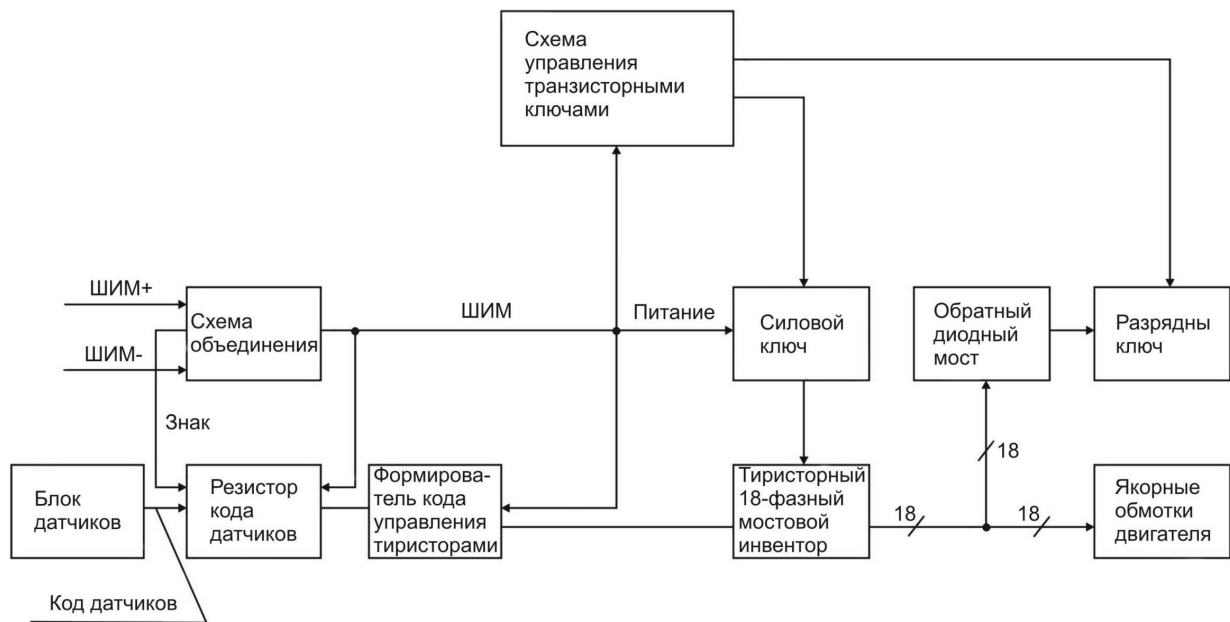 Схема
управления
транзисторными
ключами
ШИМ+
Схема
объединения
ШИМ-
ШИМ
Питание
Силовой
ключ
Обратный
диодный
мост
Разрядны
ключ
Знак
Блок
датчиков
Резистор
кода
датчиков
Формирова-
тель кода
управления
тиристорами
Тиристорный
18-фазный
мостовой
инвентор
18
18
18
Якорные
обмотки
двигателя
Код датчиков